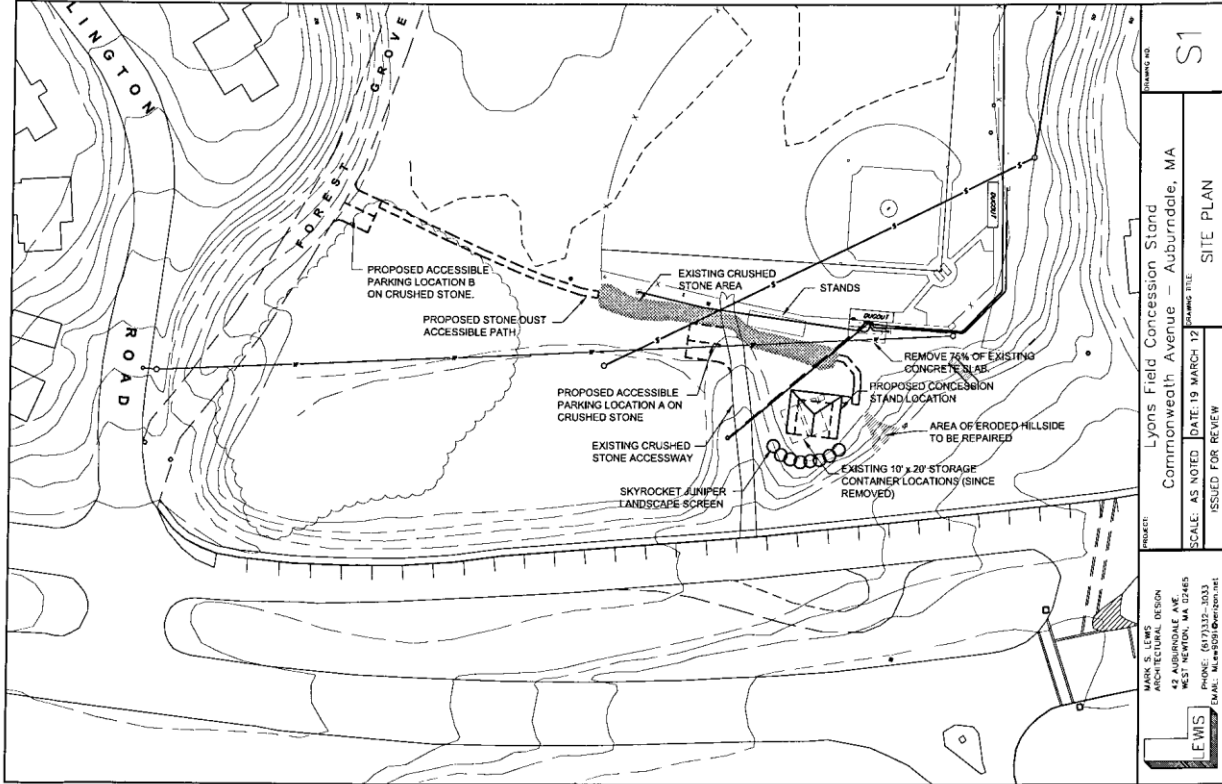 LINGTON
ROAD
FOREST GROVE
PROPOSED ACCESSIBLE
PARKING LOCATION B
ON CRUSHED STONE.
PROPOSED STONE DUST
ACCESSIBLE PATH
EXISTING CRUSHED
STONE AREA
STANDS
DUGOUT
DUGOUT
REMOVE 75% OF EXISTING
CONCRETE SLAB.
PROPOSED CONCESSION
STAND LOCATION
PROPOSED ACCESSIBLE
PARKING LOCATION A ON
CRUSHED STONE
AREA OF ERODED HILLSIDE
TO BE REPAIRED
EXISTING CRUSHED
STONE ACCESSWAY
EXISTING 10' x 20' STORAGE
CONTAINER LOCATIONS (SINCE
REMOVED)
SKYROCKET JUNIPER
LANDSCAPE SCREEN
MARK S. LEWIS
ARCHITECTURAL DESIGN
42 AUBURNDALE AVE.
WEST NEWTON, MA 02465
PHONE: (617)332-3033
LEWIS
PROJECT:
Lyons Field Concession Stand
Commonweath Avenue - Auburndale, MA
SCALE: AS NOTED
DATE: 19 MARCH 12
ISSUED FOR REVIEW
DRAWING TITLE:
SITE PLAN
DRAWING NO.
S1